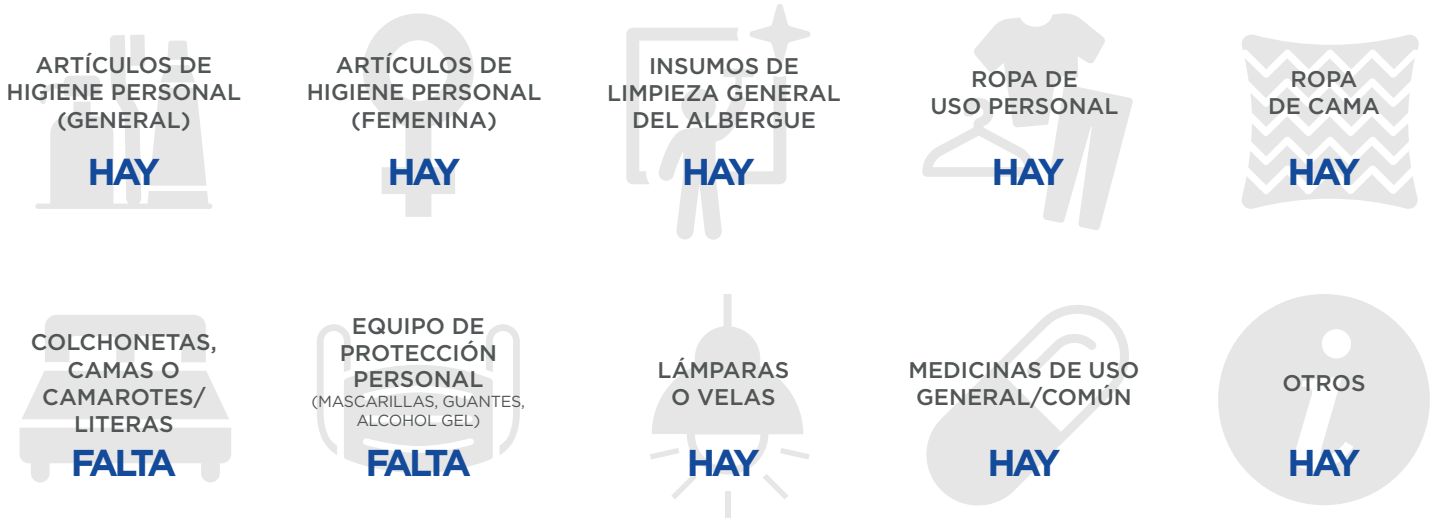 ARTÍCULOS DE
HIGIENE PERSONAL
(GENERAL)
HAY
ARTÍCULOS DE
HIGIENE PERSONAL
(FEMENINA)
HAY
INSUMOS DE
LIMPIEZA GENERAL
DEL ALBERGUE
HAY
ROPA DE
USO PERSONAL
HAY
ROPA
DE CAMA
HAY
COLCHONETAS,
CAMAS O
CAMAROTES/
LITERAS
FALTA
EQUIPO DE
PROTECCIÓN
PERSONAL
(MASCARILLAS, GUANTES,
ALCOHOL GEL)
FALTA
LÁMPARAS
O VELAS
HAY
MEDICINAS DE USO
GENERAL/COMÚN
HAY
OTROS
HAY